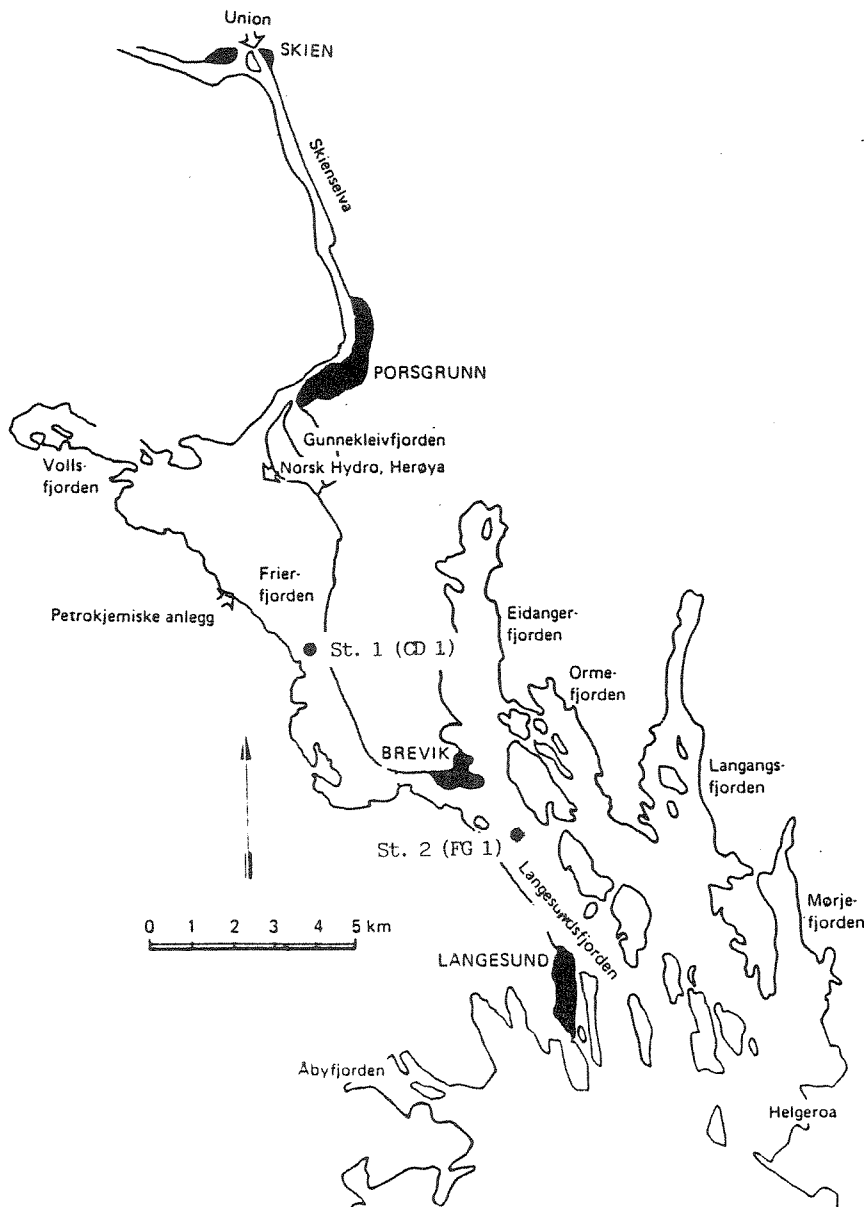 Union
SKIEN
Skienselva
PORSGRUNN
Gunnekleivfjorden
Norsk Hydro, Herøya
Volls-
fjorden
Frier-
fjorden
Petrokjemiske anlegg
Eidanger-
fjorden
St. 1 (CD 1)
Orme-
fjorden
BREVIK
Langangs-
fjorden
St. 2 (FG 1)
Langesundsfjorden
Mørje-
fjorden
0 1 2 3 4 5 km
LANGESUND
Åbyfjorden
Helgeroa